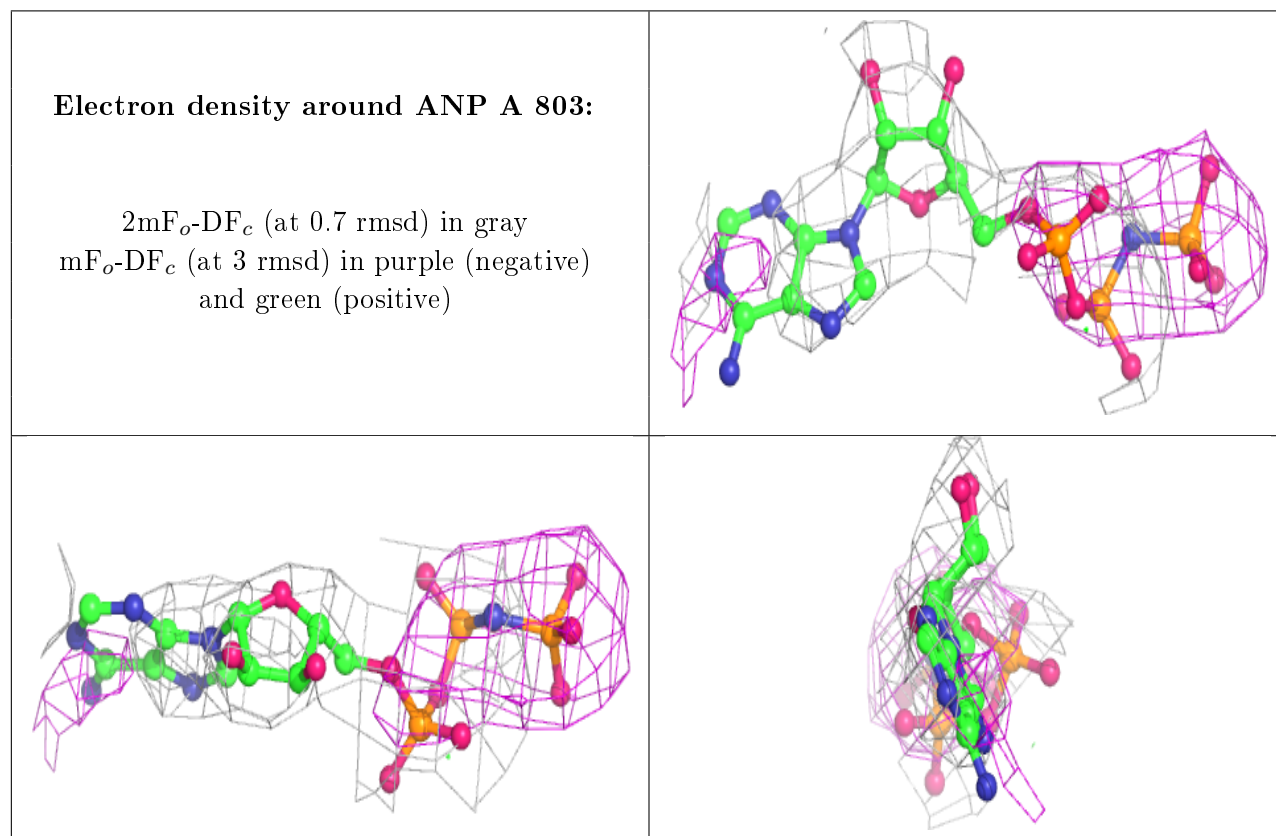 Electron density around ANP A 803:
2mFo-DFc (at 0.7 rmsd) in gray
mFo-DFc (at 3 rmsd) in purple (negative)
and green (positive)